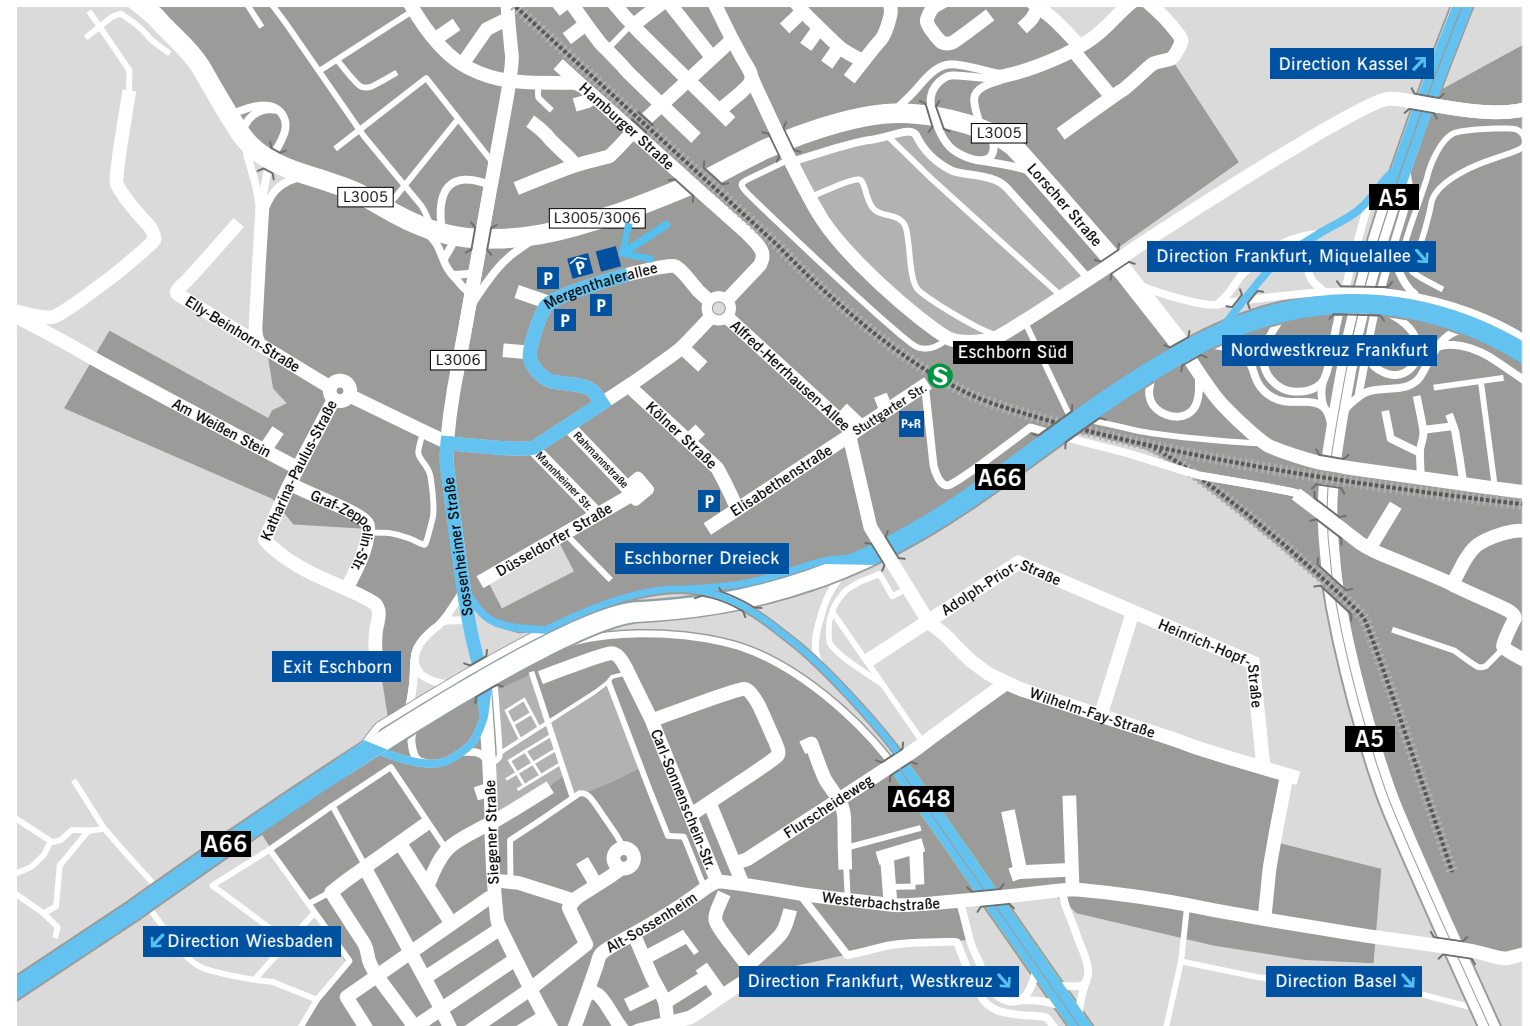 Direction Kassel
Hamburger Straße
L3005
L3005
Lorscher Straße
A5
L3005/3006
Direction Frankfurt, Miquelallee
P
P
Mergenthalerallee
P
P
Elly-Beinhorn-Straße
Alfred-Herrhausen-Allee
L3006
Eschborn Süd
Nordwestkreuz Frankfurt
S
Stuttgarter Str.
Am Weißen Stein
Katharina-Paulus-Straße
Kölner Straße
P+R
Rahmannstraße
Mannheimer Str.
Elisabethenstraße
A66
Graf-Zeppelin-Str.
P
Sossenheimer Straße
Düsseldorfer Straße
Eschborner Dreieck
Adolph-Prior-Straße
Heinrich-Hopf-Straße
Exit Eschborn
Wilhelm-Fay-Straße
A5
Carl-Sonnenschein-Str.
Flurscheideweg
A648
Siegener Straße
A66
Westerbachstraße
Alt-Sossenheim
Direction Wiesbaden
Direction Frankfurt, Westkreuz
Direction Basel